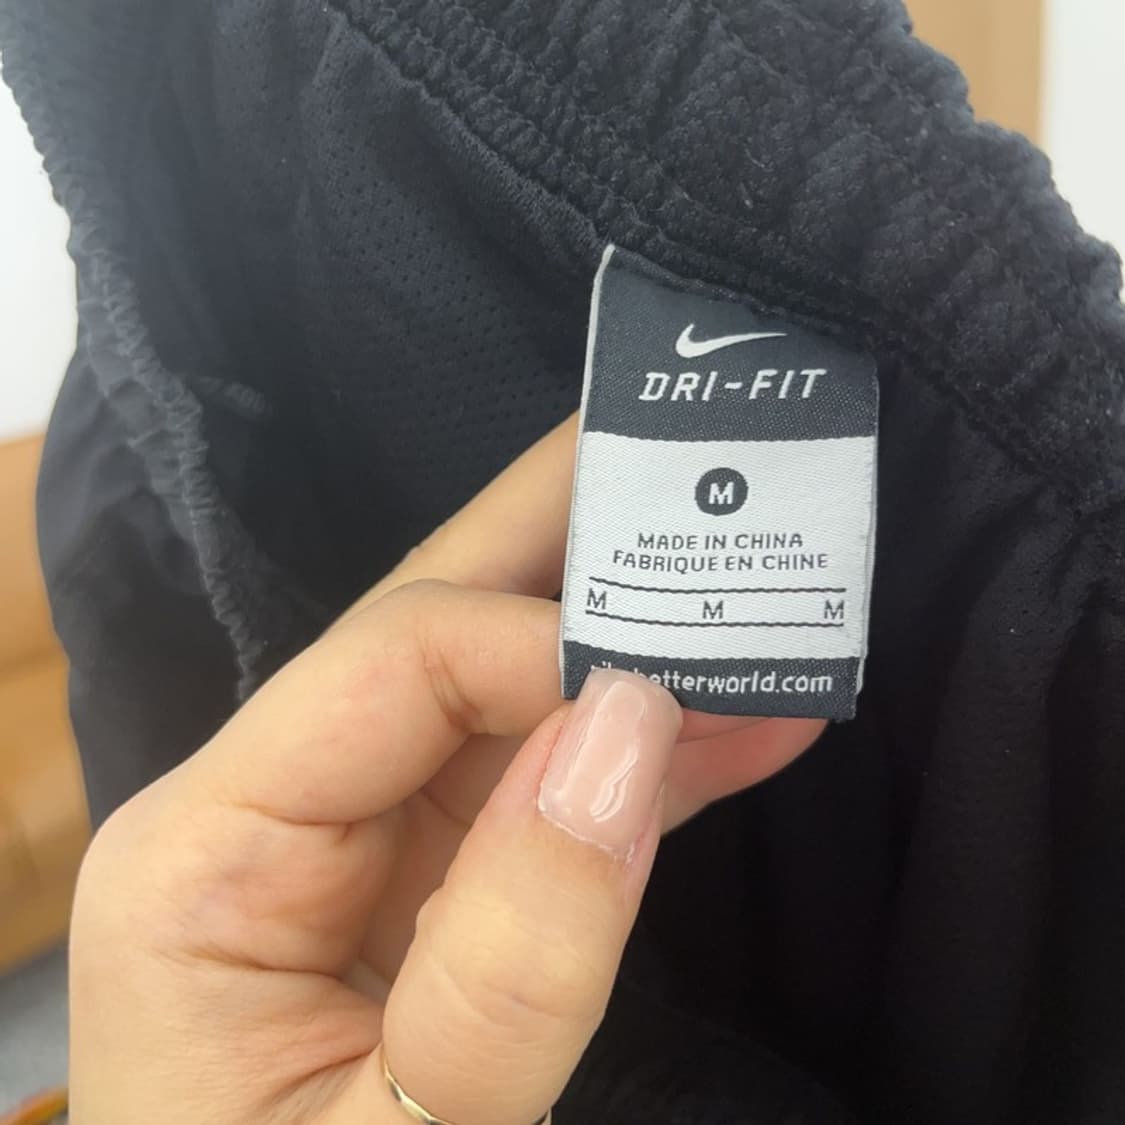 DRI-FIT
M
MADE IN CHINA
FABRIQUE EN CHINE
M M M
betterworld.com